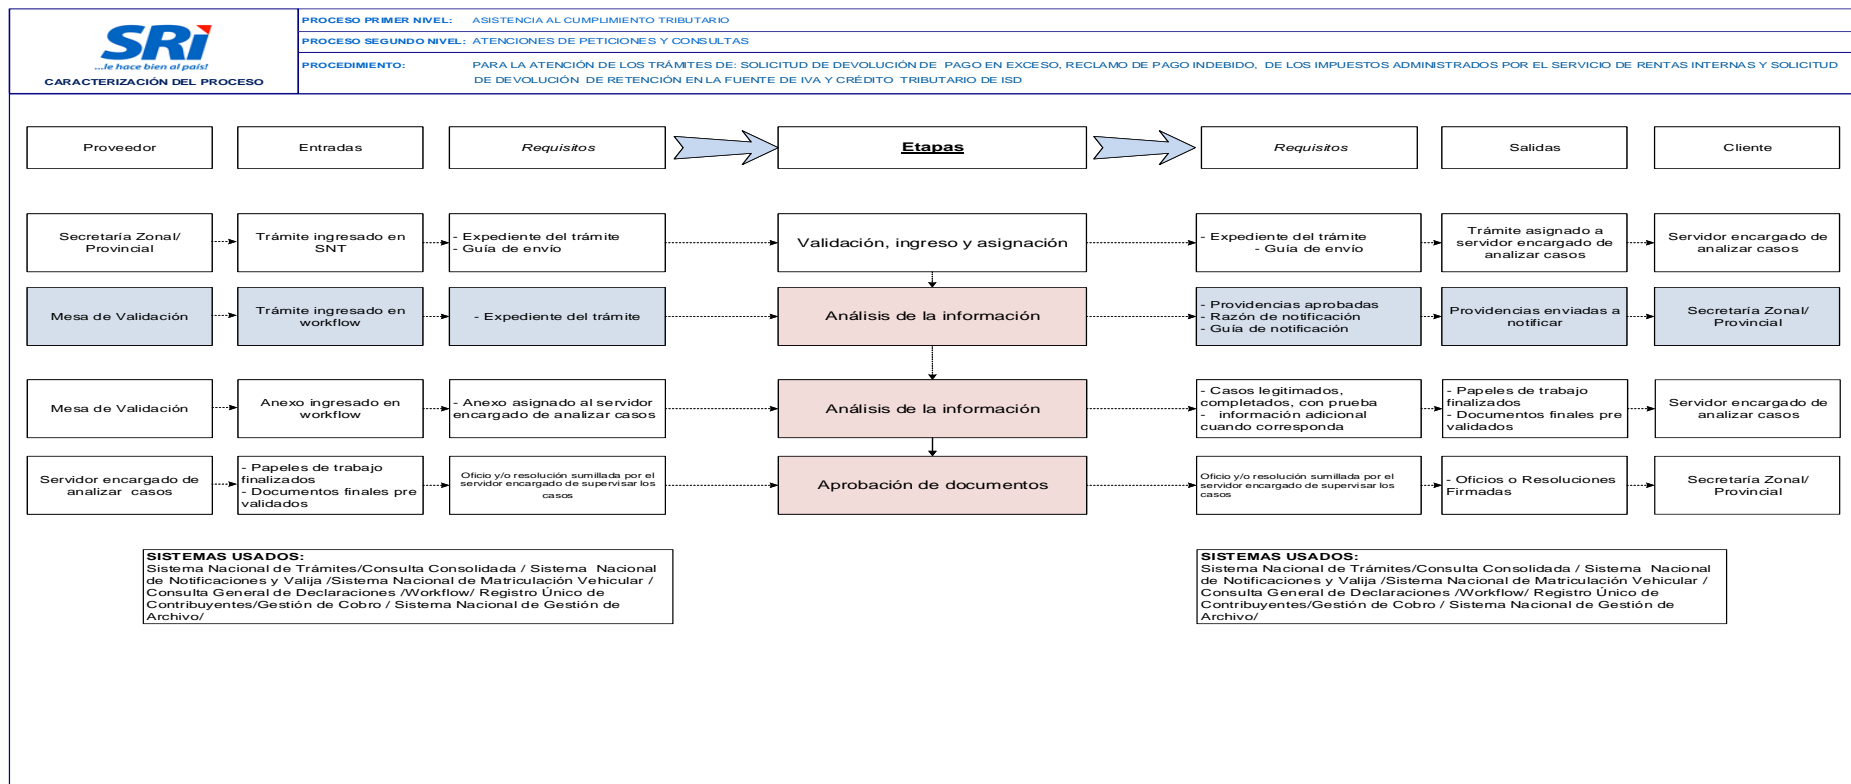 SRi
...le hace bien al país!
CARACTERIZACIÓN DEL PROCESO
PROCESO PRIMER NIVEL: ASISTENCIA AL CUMPLIMIENTO TRIBUTARIO
PROCESO SEGUNDO NIVEL: ATENCIONES DE PETICIONES Y CONSULTAS
PROCEDIMIENTO: PARA LA ATENCIÓN DE LOS TRÁMITES DE: SOLICITUD DE DEVOLUCIÓN DE PAGO EN EXCESO, RECLAMO DE PAGO INDEBIDO, DE LOS IMPUESTOS ADMINISTRADOS POR EL SERVICIO DE RENTAS INTERNAS Y SOLICITUD
DE DEVOLUCIÓN DE RETENCIÓN EN LA FUENTE DE IVA Y CRÉDITO TRIBUTARIO DE ISD
Proveedor
Entradas
Requisitos
Etapas
Requisitos
Salidas
Cliente
Secretaría Zonal/
Provincial
Trámite ingresado en
SNT
- Expediente del trámite
- Guía de envío
Validación, ingreso y asignación
- Expediente del trámite
- Guía de envío
Trámite asignado a
servidor encargado de
analizar casos
Servidor encargado de
analizar casos
Mesa de Validación
Trámite ingresado en
workflow
- Expediente del trámite
Análisis de la información
- Providencias aprobadas
- Razón de notificación
- Guía de notificación
Providencias enviadas a
notificar
Secretaría Zonal/
Provincial
Mesa de Validación
Anexo ingresado en
workflow
- Anexo asignado al servidor
encargado de analizar casos
Análisis de la información
- Casos legitimados,
completados, con prueba
- información adicional
cuando corresponda
- Papeles de trabajo
finalizados
- Documentos finales pre
validados
Servidor encargado de
analizar casos
Servidor encargado de
analizar casos
- Papeles de trabajo
finalizados
- Documentos finales pre
validados
Oficio y/o resolución sumillada por el
servidor encargado de supervisar los
casos
Aprobación de documentos
Oficio y/o resolución sumillada por el
servidor encargado de supervisar los
casos
- Oficios o Resoluciones
Firmadas
Secretaría Zonal/
Provincial
SISTEMAS USADOS:
Sistema Nacional de Trámites/Consulta Consolidada / Sistema Nacional
de Notificaciones y Valija /Sistema Nacional de Matriculación Vehicular /
Consulta General de Declaraciones /Workflow/ Registro Único de
Contribuyentes/Gestión de Cobro / Sistema Nacional de Gestión de
Archivo/
SISTEMAS USADOS:
Sistema Nacional de Trámites/Consulta Consolidada / Sistema Nacional
de Notificaciones y Valija /Sistema Nacional de Matriculación Vehicular /
Consulta General de Declaraciones /Workflow/ Registro Único de
Contribuyentes/Gestión de Cobro / Sistema Nacional de Gestión de
Archivo/